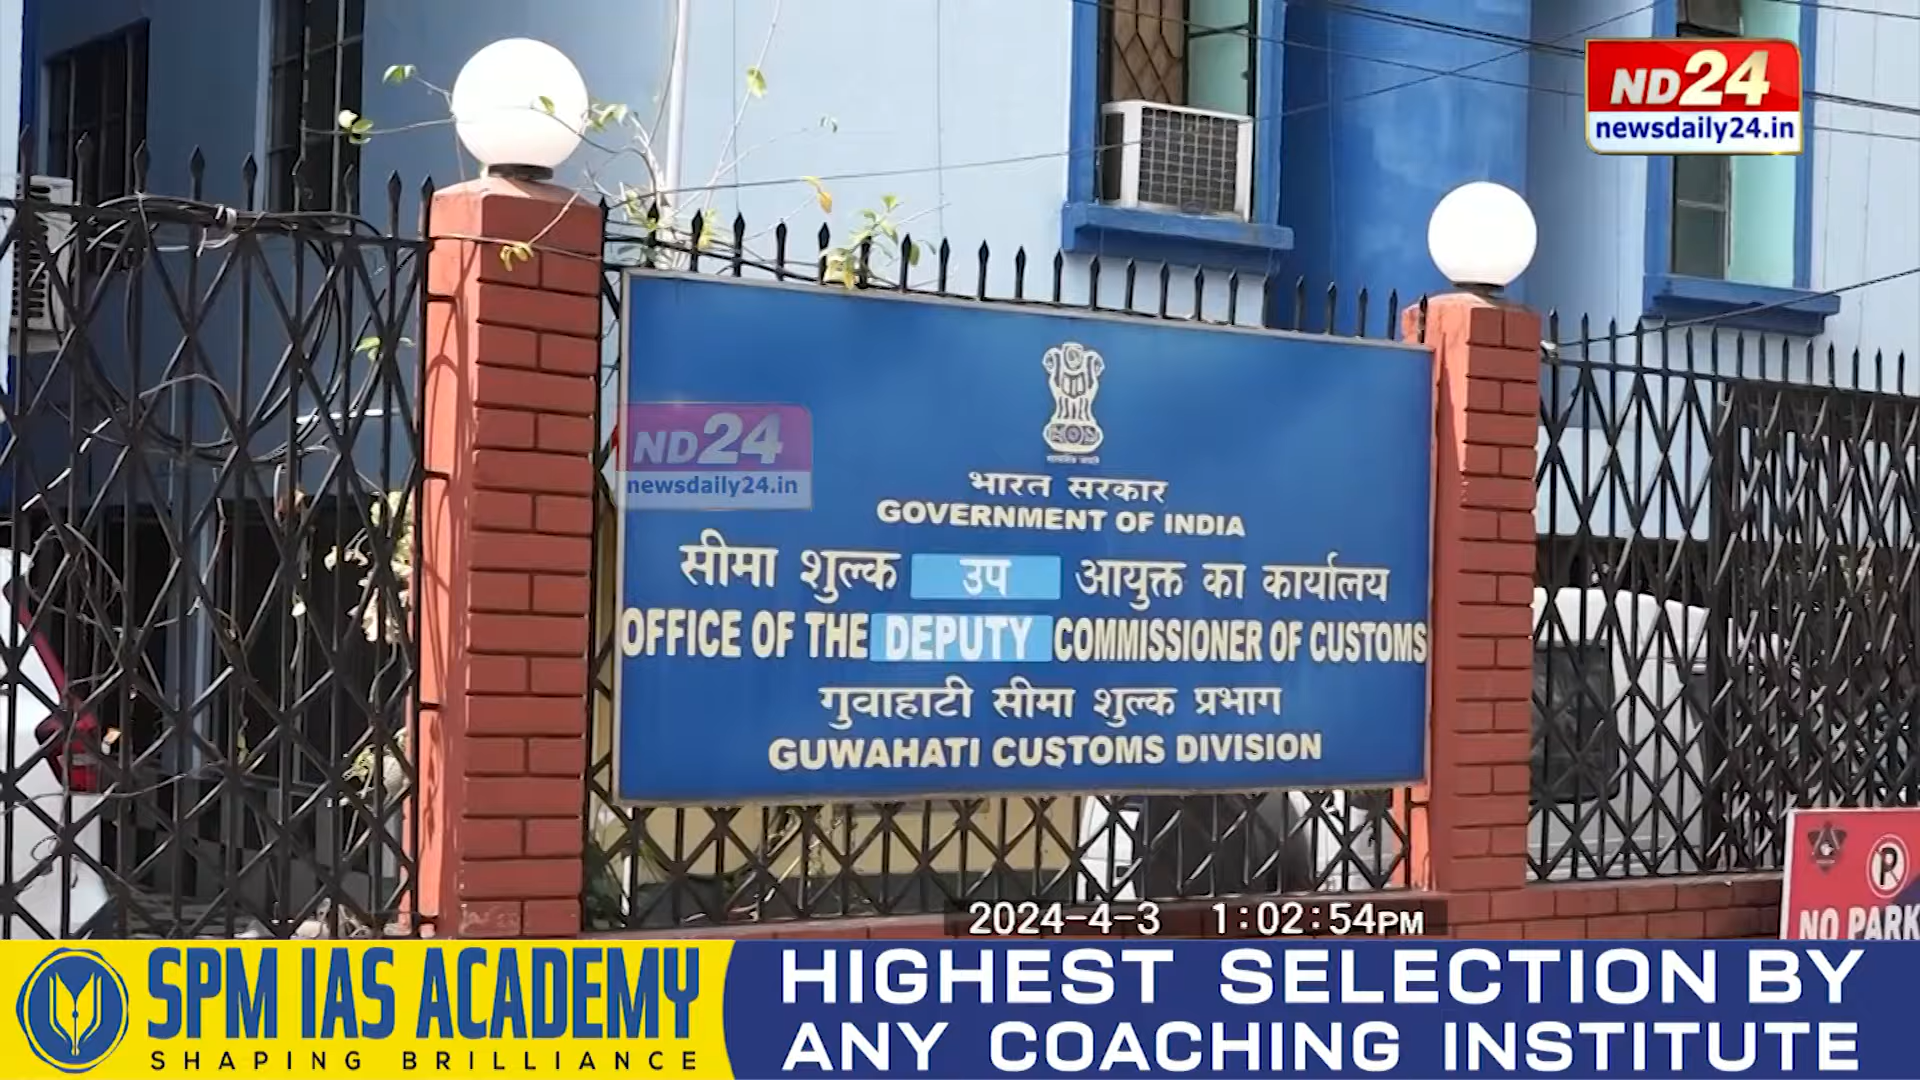 ND24
newsdaily24.in
ND24
newsdaily24.in
भारत सरकार
GOVERNMENT OF INDIA
सीमा शुल्क उप आयुक्त का कार्यालय
OFFICE OF THE DEPUTY COMMISSIONER OF CUSTOMS
गुवाहाटी सीमा शुल्क प्रभाग
GUWAHATI CUSTOMS DIVISION
NO PARK
2024-4-3 1:02:54PM
SPM IAS ACADEMY
SHAPING BRILLIANCE
HIGHEST SELECTION BY
ANY COACHING INSTITUTE